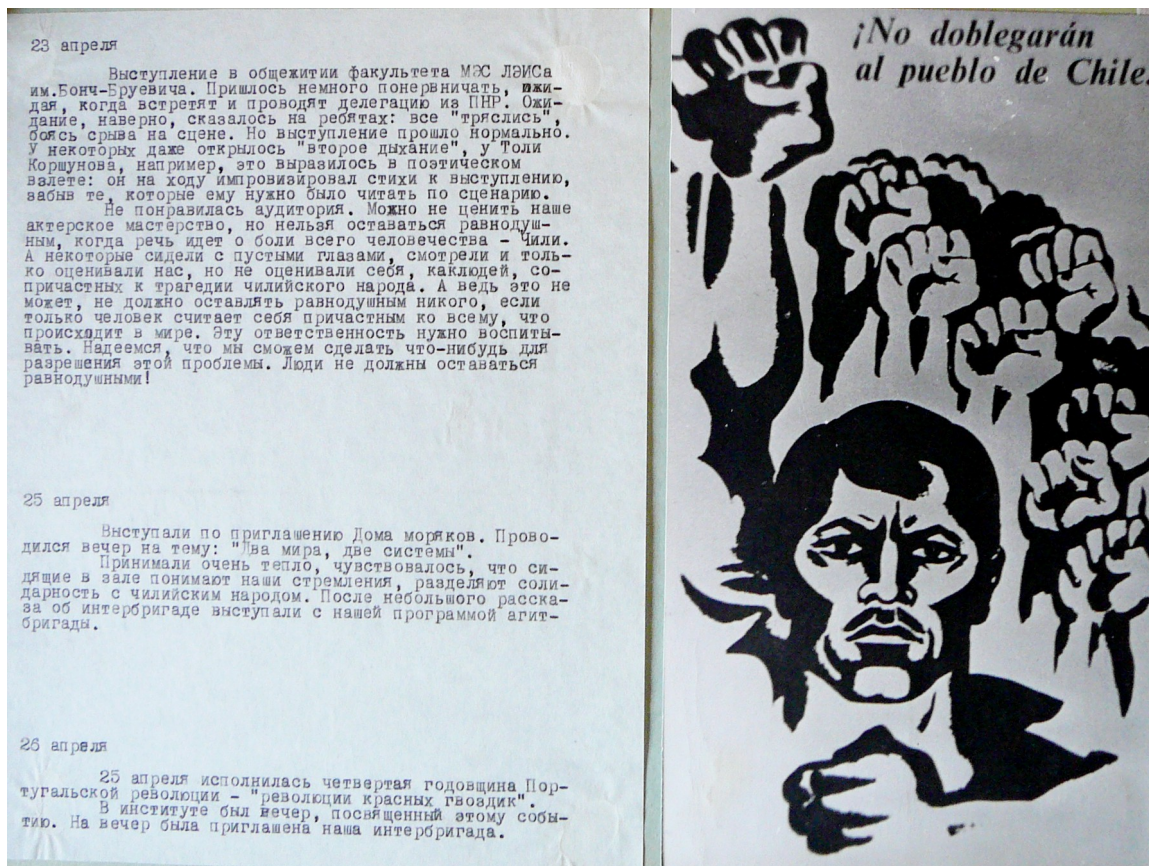 23 апреля
Выступление в общежитии факультета МЭС ЛЭИСа
им.Бонч-Бруевича. Пришлось немного понервничать, ожи-
дая, когда встретят и проводят делегацию из ПНР. Ожи-
дание, наверно, сказалось на ребятах: все "тряслись",
боясь срыва на сцене. Но выступление прошло нормально.
У некоторых даже открылось "второе дыхание", у Толи
Коршунова, например, это выразилось в поэтическом
взлете: он на ходу импровизировал стихи к выступлению,
забыв те, которые ему нужно было читать по сценарию.
Не понравилась аудитория. Можно не ценить наше
актерское мастерство, но нельзя оставаться равнодуш-
ным, когда речь идет о боли всего человечества - Чили.
А некоторые сидели с пустыми глазами, смотрели и толь-
ко оценивали нас, но не оценивали себя, каклюдей, со-
причастных к трагедии чилийского народа. А ведь это не
может, не должно оставлять равнодушным никого, если
только человек считает себя причастным ко всему, что
происходит в мире. Эту ответственность нужно воспиты-
вать. Надеемся, что мы сможем сделать что-нибудь для
разрешения этой проблемы. Люди не должны оставаться
равнодушными!
25 апреля
Выступали по приглашению Дома моряков. Прово-
дился вечер на тему: "Два мира, две системы".
Принимали очень тепло, чувствовалось, что си-
дящие в зале понимают наши стремления, разделяют соли-
дарность с чилийским народом. После небольшого расска-
за об интербригаде выступали с нашей программой агит-
бригады.
26 апреля
25 апреля исполнилась четвертая годовщина Пор-
тугальской революции - "революции красных гвоздик".
В институте был вечер, посвященный этому собы-
тию. На вечер была приглашена наша интербригада.
¡No doblegarán
al pueblo de Chile.